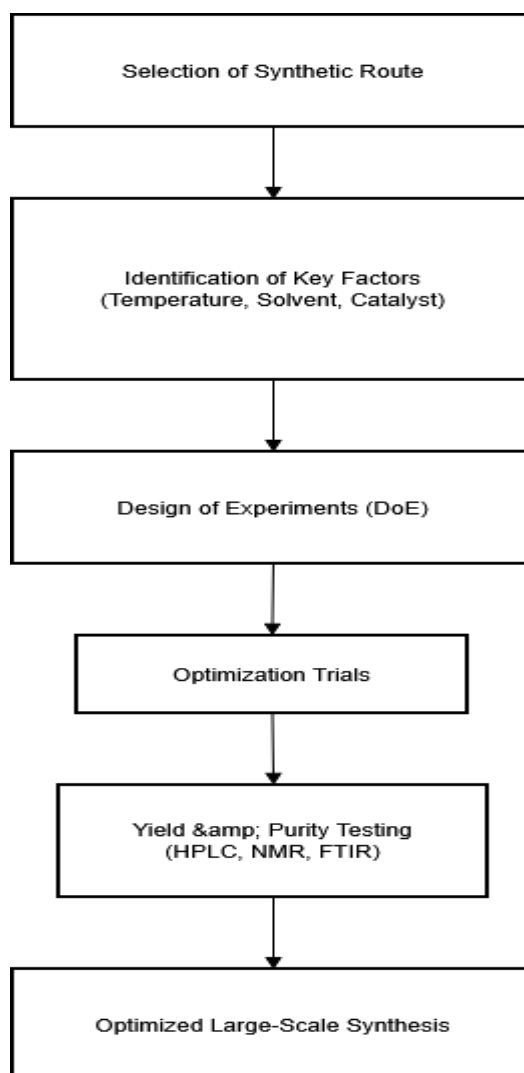 Selection of Synthetic Route
Identification of Key Factors
(Temperature, Solvent, Catalyst)
Design of Experiments (DoE)
Optimization Trials
Yield &amp; Purity Testing
(HPLC, NMR, FTIR)
Optimized Large-Scale Synthesis